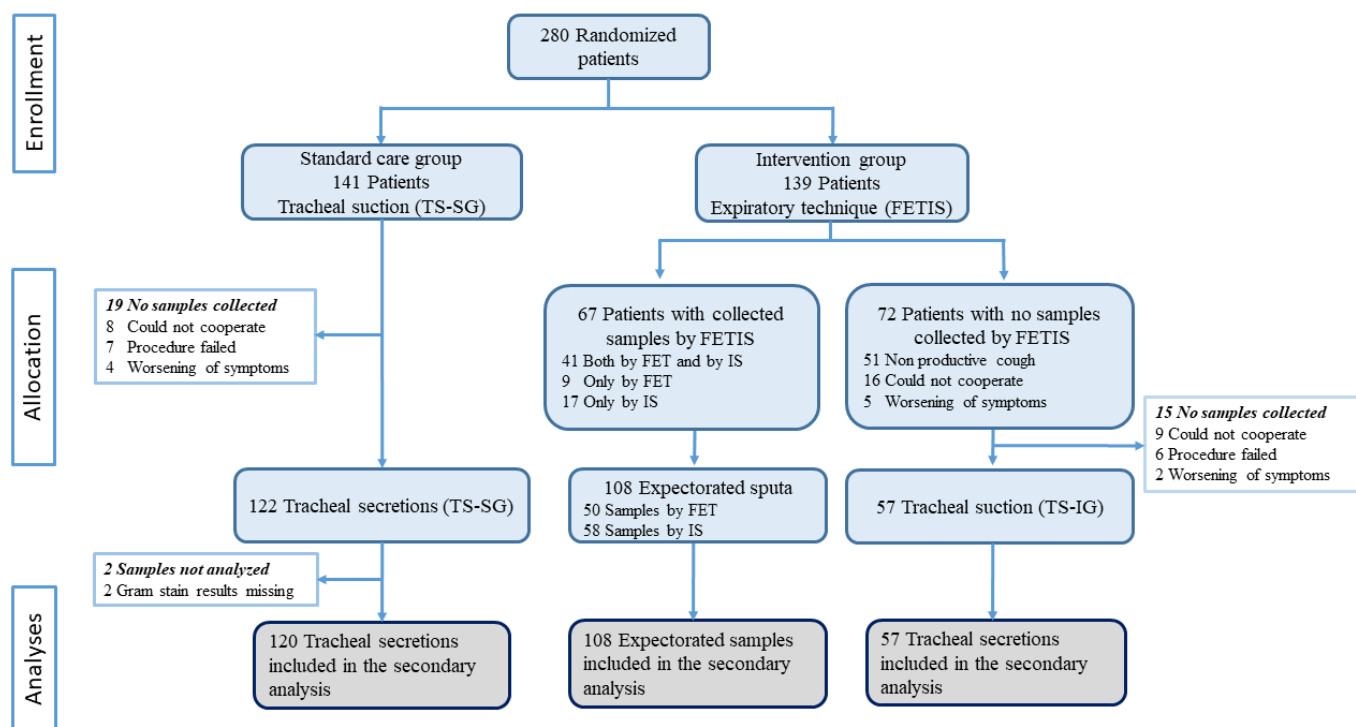 Enrollment
280 Randomized
patients
Standard care group
141 Patients
Tracheal suction (TS-SG)
Intervention group
139 Patients
Expiratory technique (FETIS)
Allocation
19 No samples collected
8 Could not cooperate
7 Procedure failed
4 Worsening of symptoms
67 Patients with collected
samples by FETIS
41 Both by FET and by IS
9 Only by FET
17 Only by IS
72 Patients with no samples
collected by FETIS
51 Non productive cough
16 Could not cooperate
5 Worsening of symptoms
15 No samples collected
9 Could not cooperate
6 Procedure failed
2 Worsening of symptoms
122 Tracheal secretions (TS-SG)
108 Expectorated sputa
50 Samples by FET
58 Samples by IS
57 Tracheal suction (TS-IG)
2 Samples not analyzed
2 Gram stain results missing
Analyses
120 Tracheal secretions
included in the secondary
analysis
108 Expectorated samples
included in the secondary
analysis
57 Tracheal secretions
included in the secondary
analysis